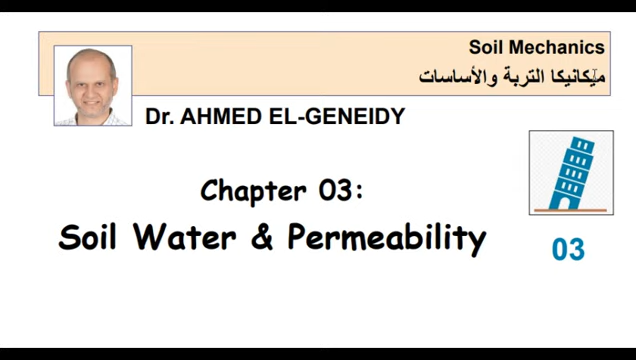 Soil Mechanics
ميكانيكا التربة والأساسات
Dr. AHMED EL-GENEIDY
Chapter 03:
Soil Water & Permeability
03